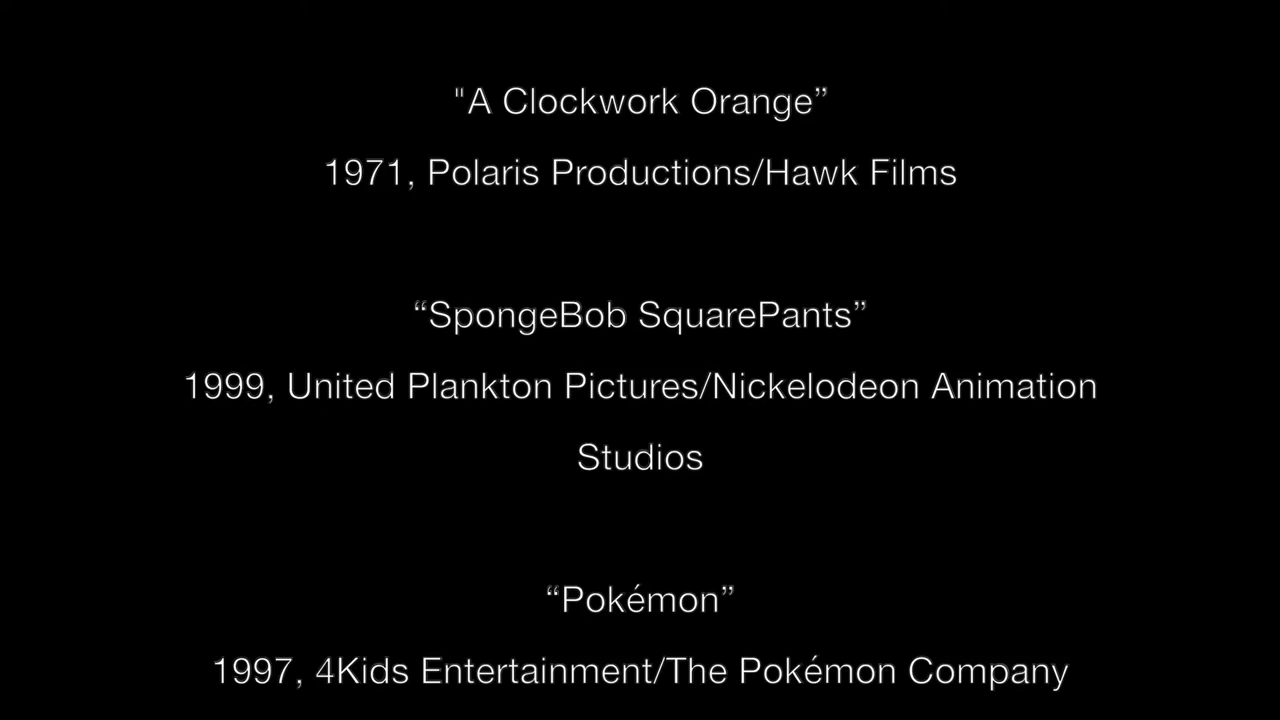 "A Clockwork Orange”
1971, Polaris Productions/Hawk Films
“SpongeBob SquarePants”
1999, United Plankton Pictures/Nickelodeon Animation
Studios
“Pokémon”
1997, 4Kids Entertainment/The Pokémon Company